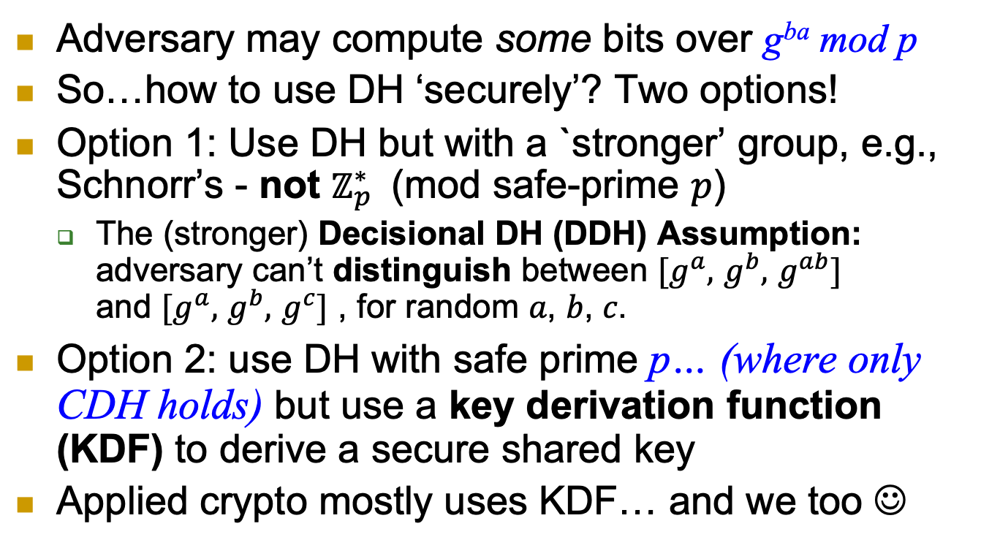 Adversary may compute some bits over g^{ba} mod p
So…how to use DH ‘securely’? Two options!
Option 1: Use DH but with a `stronger’ group, e.g.,
Schnorr’s - not ℤ*ₚ (mod safe-prime p)
The (stronger) Decisional DH (DDH) Assumption:
adversary can’t distinguish between [g^a, g^b, g^{ab}]
and [g^a, g^b, g^c] , for random a, b, c.
Option 2: use DH with safe prime p… (where only
CDH holds) but use a key derivation function
(KDF) to derive a secure shared key
Applied crypto mostly uses KDF… and we too ☺